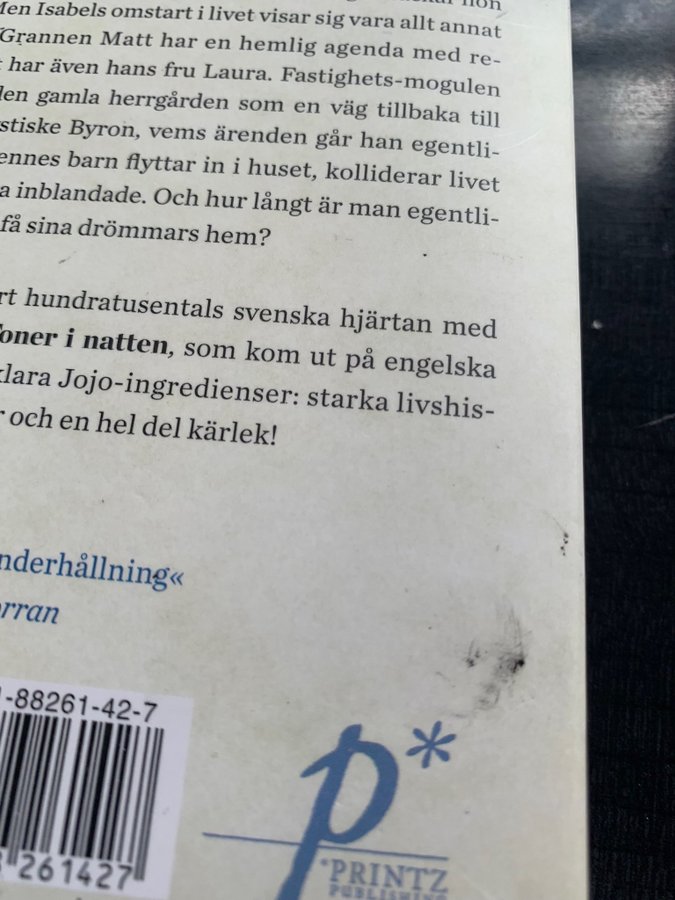 Men Isabels omstart i livet visar sig vara allt annat
Grannen Matt har en hemlig agenda med re-
har även hans fru Laura. Fastighets-mogulen
den gamla herrgården som en väg tillbaka till
stiske Byron, vems ärenden går han egentli-
ennes barn flyttar in i huset, kolliderar livet
a inblandade. Och hur långt är man egentli-
få sina drömmars hem?
rt hundratusentals svenska hjärtan med
Toner i natten, som kom ut på engelska
klara Jojo-ingredienser: starka livshis-
r och en hel del kärlek!
nderhållning«
orran
-88261-42-7
261427
p*
*PRINTZ
PUBLISHING